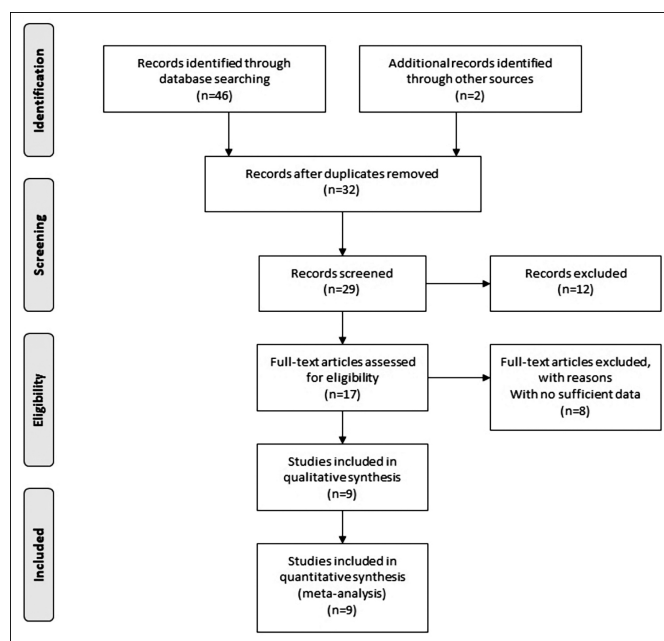 Identification
Records identified through
database searching
(n=46)
Additional records identified
through other sources
(n=2)
Records after duplicates removed
(n=32)
Screening
Records screened
(n=29)
Records excluded
(n=12)
Eligibility
Full-text articles assessed
for eligibility
(n=17)
Full-text articles excluded,
with reasons
With no sufficient data
(n=8)
Studies included in
qualitative synthesis
(n=9)
Included
Studies included in
quantitative synthesis
(meta-analysis)
(n=9)